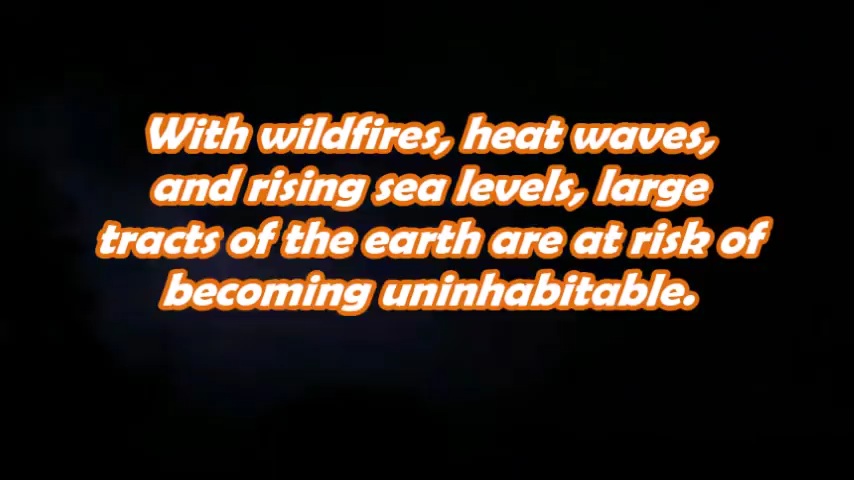 With wildfires, heat waves,
and rising sea levels, large
tracts of the earth are at risk of
becoming uninhabitable.